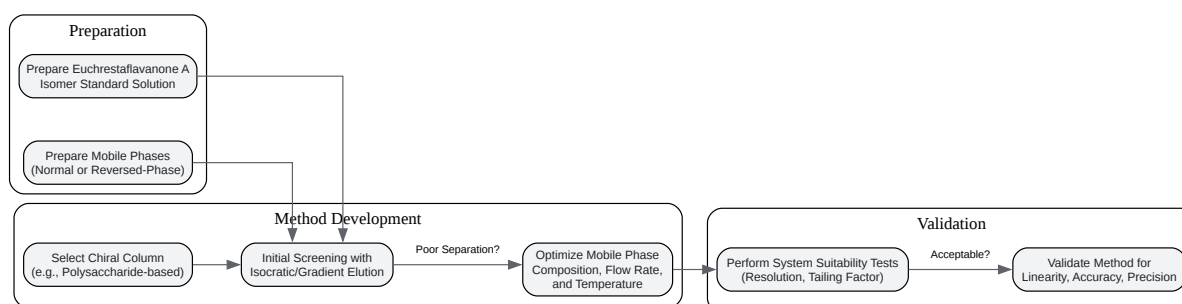 Preparation
Prepare Euchrestaflavanone A
Isomer Standard Solution
Prepare Mobile Phases
(Normal or Reversed-Phase)
Method Development
Select Chiral Column
(e.g., Polysaccharide-based)
Initial Screening with
Isocratic/Gradient Elution
Poor Separation?
Optimize Mobile Phase
Composition, Flow Rate,
and Temperature
Validation
Perform System Suitability Tests
(Resolution, Tailing Factor)
Acceptable?
Validate Method for
Linearity, Accuracy, Precision